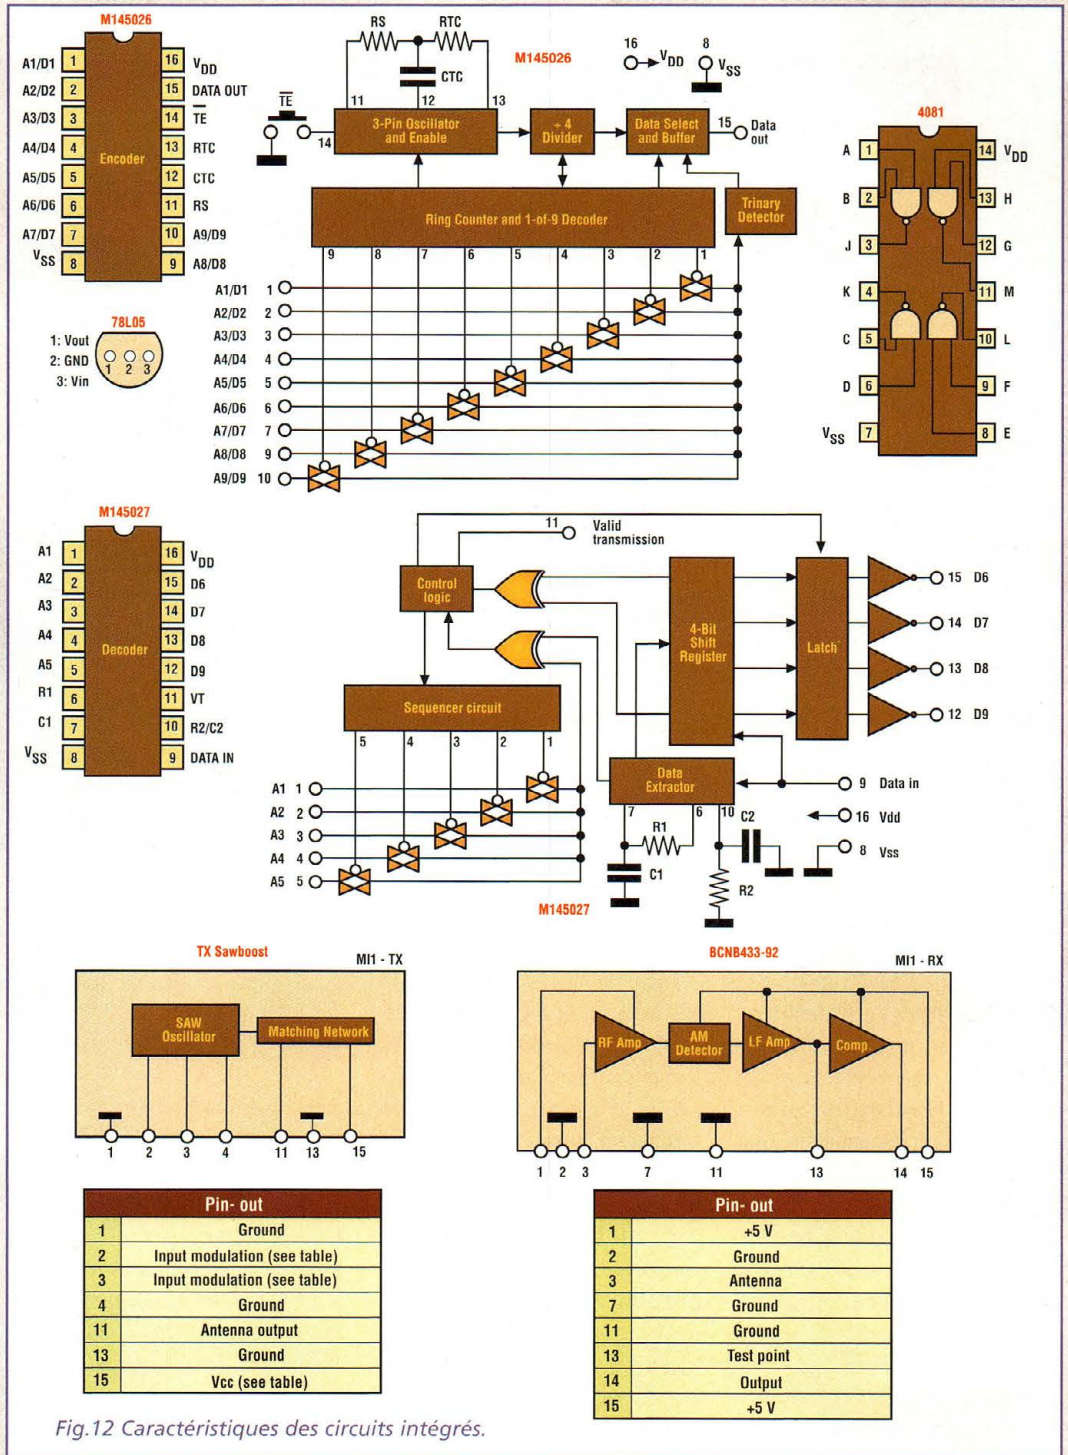 M145026
A1/D1 1
A2/D2 2
A3/D3 3
A4/D4 4
A5/D5 5
A6/D6 6
A7/D7 7
VSS 8
Encoder
16 VDD
15 DATA OUT
14 TE
13 RTC
12 CTC
11 RS
10 A9/D9
9 A8/D8
78L05
1: Vout
2: GND
3: Vin
1 2 3
RS RTC
CTC
M145026
16 VDD
8 VSS
TE
14
11 12 13
3-Pin Oscillator
and Enable
÷ 4
Divider
Data Select
and Buffer
15 Data
out
Ring Counter and 1-of-9 Decoder
Trinary
Detector
9 8 7 6 5 4 3 2 1
A1/D1 1
A2/D2 2
A3/D3 3
A4/D4 4
A5/D5 5
A6/D6 6
A7/D7 7
A8/D8 9
A9/D9 10
4081
A 1
B 2
J 3
K 4
C 5
D 6
VSS 7
14 VDD
13 H
12 G
11 M
10 L
9 F
8 E
M145027
A1 1
A2 2
A3 3
A4 4
A5 5
R1 6
C1 7
VSS 8
Decoder
16 VDD
15 D6
14 D7
13 D8
12 D9
11 VT
10 R2/C2
9 DATA IN
11 Valid
transmission
Control
logic
4-Bit
Shift
Register
Latch
15 D6
14 D7
13 D8
12 D9
Sequencer circuit
5 4 3 2 1
A1 1
A2 2
A3 3
A4 4
A5 5
Data
Extractor
7 6 10
R1
C1
C2
R2
9 Data in
16 Vdd
8 Vss
M145027
TX Sawboost
MI1 - TX
SAW
Oscillator
Matching Network
1 2 3 4 11 13 15
BCNB433-92
MI1 - RX
RF Amp
AM
Detector
LF Amp
Comp.
1 2 3 7 11 13 14 15
Pin- out
1 Ground
2 Input modulation (see table)
3 Input modulation (see table)
4 Ground
11 Antenna output
13 Ground
15 Vcc (see table)
Pin- out
1 +5 V
2 Ground
3 Antenna
7 Ground
11 Ground
13 Test point
14 Output
15 +5 V
Fig.12 Caractéristiques des circuits intégrés.